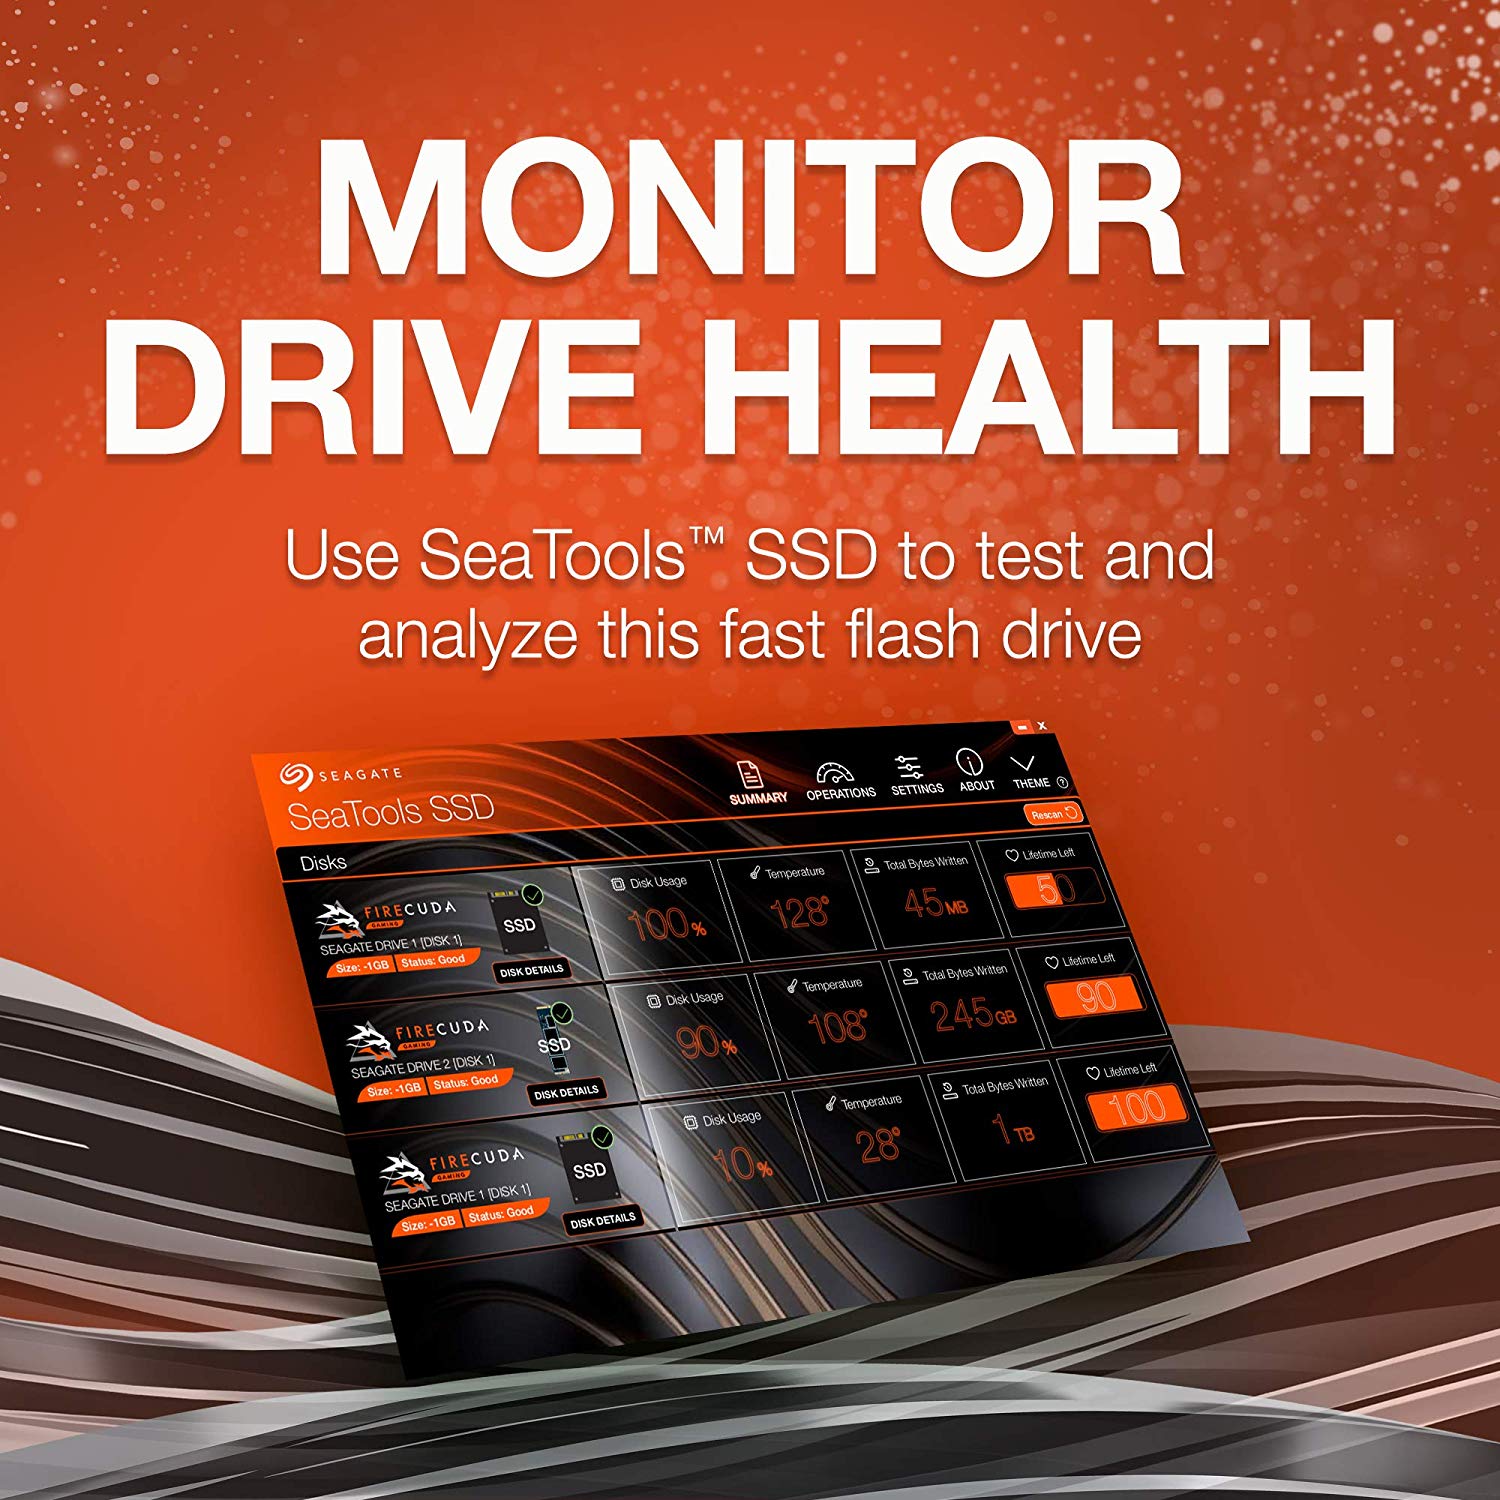 MONITOR
DRIVE HEALTH
Use SeaTools™ SSD to test and
analyze this fast flash drive
SEAGATE
SeaTools SSD
SUMMARY
OPERATIONS
SETTINGS
ABOUT
THEME
?
X
Rescan
Disks
FIRECUDA
GAMING
SEAGATE DRIVE 1 [DISK 1]
Size: -1GB
Status: Good
SSD
DISK DETAILS
Disk Usage
100%
Temperature
128°
Total Bytes Written
45MB
Lifetime Left
50
FIRECUDA
GAMING
SEAGATE DRIVE 2 [DISK 1]
Size: -1GB
Status: Good
SSD
DISK DETAILS
Disk Usage
90%
Temperature
108°
Total Bytes Written
245GB
Lifetime Left
90
FIRECUDA
GAMING
SEAGATE DRIVE 1 [DISK 1]
Size: -1GB
Status: Good
SSD
DISK DETAILS
Disk Usage
10%
Temperature
28°
Total Bytes Written
1TB
Lifetime Left
100